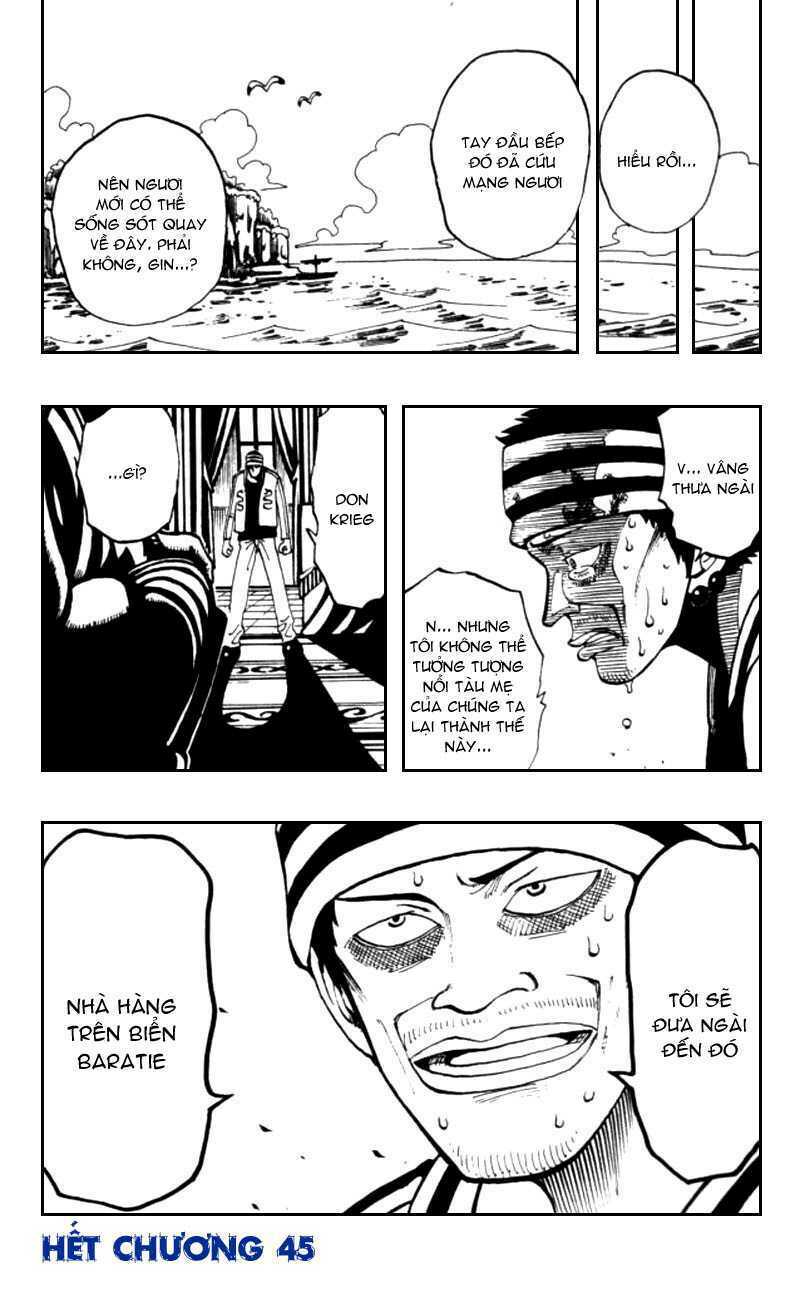 HIỂU RỒI...
TAY ĐẦU BẾP
ĐÓ ĐÃ CỨU
MẠNG NGƯƠI
NÊN NGƯƠI
MỚI CÓ THỂ
SỐNG SÓT QUAY
VỀ ĐÂY. PHẢI
KHÔNG, GIN...?
V... VÂNG
THƯA NGÀI
N... NHƯNG
TÔI KHÔNG THỂ
TƯỞNG TƯỢNG
NỔI TÀU MẸ
CỦA CHÚNG TA
LẠI THÀNH THẾ
NÀY...
DON
KRIEG
...GÌ?
TÔI SẼ
ĐƯA NGÀI
ĐẾN ĐÓ
NHÀ HÀNG
TRÊN BIỂN
BARATIE
HẾT CHƯƠNG 45